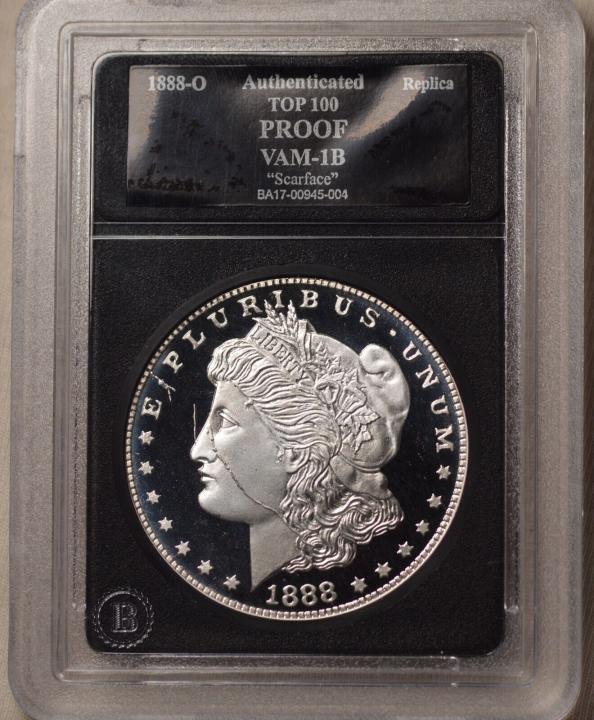 1888-O Authenticated Replica
TOP 100
PROOF
VAM-1B
“Scarface”
BA17-00945-004
E PLURIBUS · UNUM
LIBERTY
1888
B